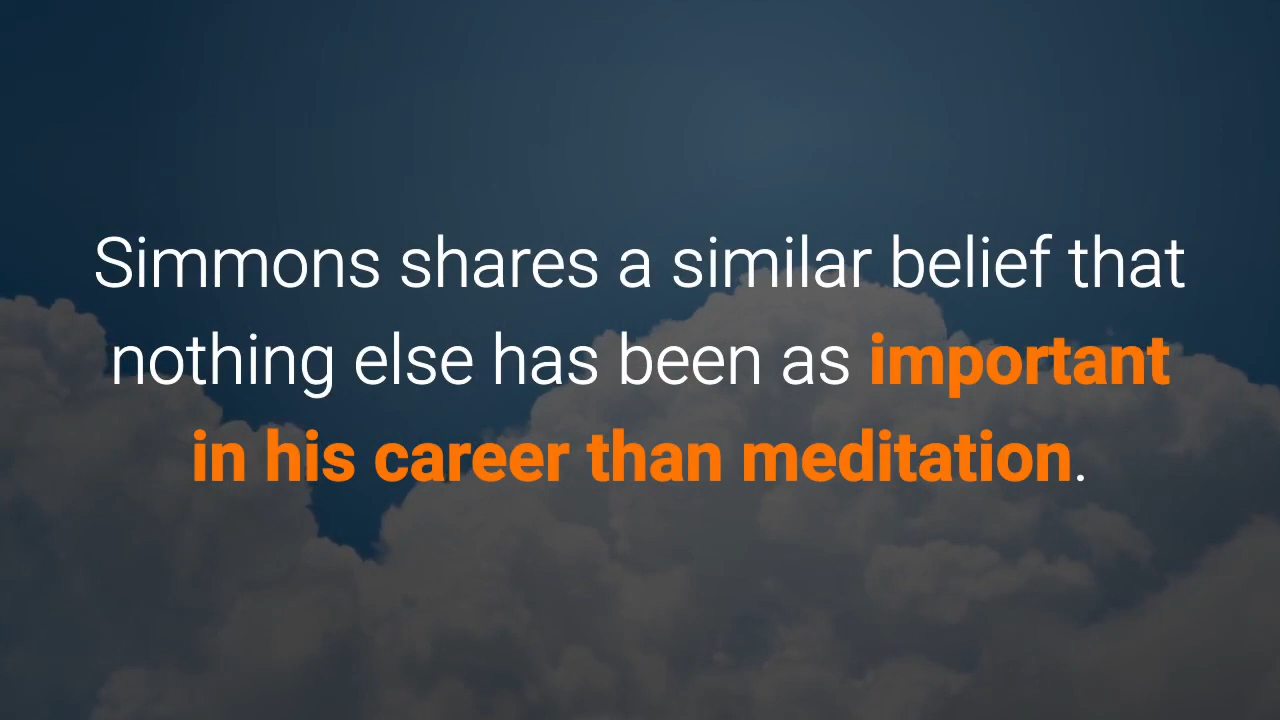 Simmons shares a similar belief that
nothing else has been as important
in his career than meditation.